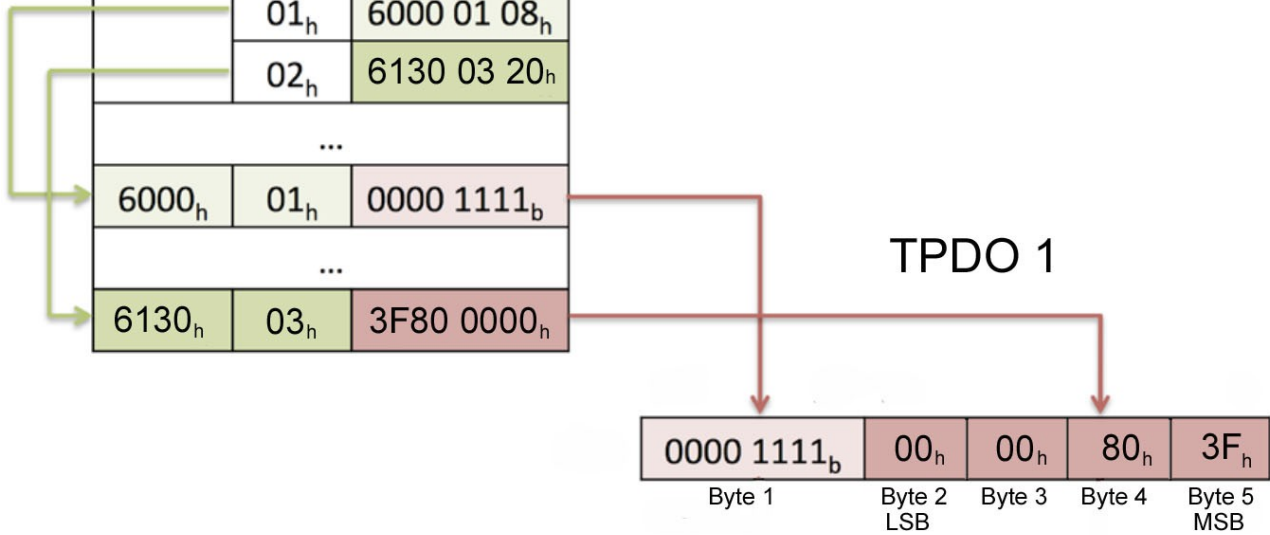 01h 6000 01 08h
02h 6130 03 20h
...
6000h 01h 0000 1111b
...
TPDO 1
6130h 03h 3F80 0000h
0000 1111b 00h 00h 80h 3Fh
Byte 1 Byte 2 Byte 3 Byte 4 Byte 5
LSB MSB